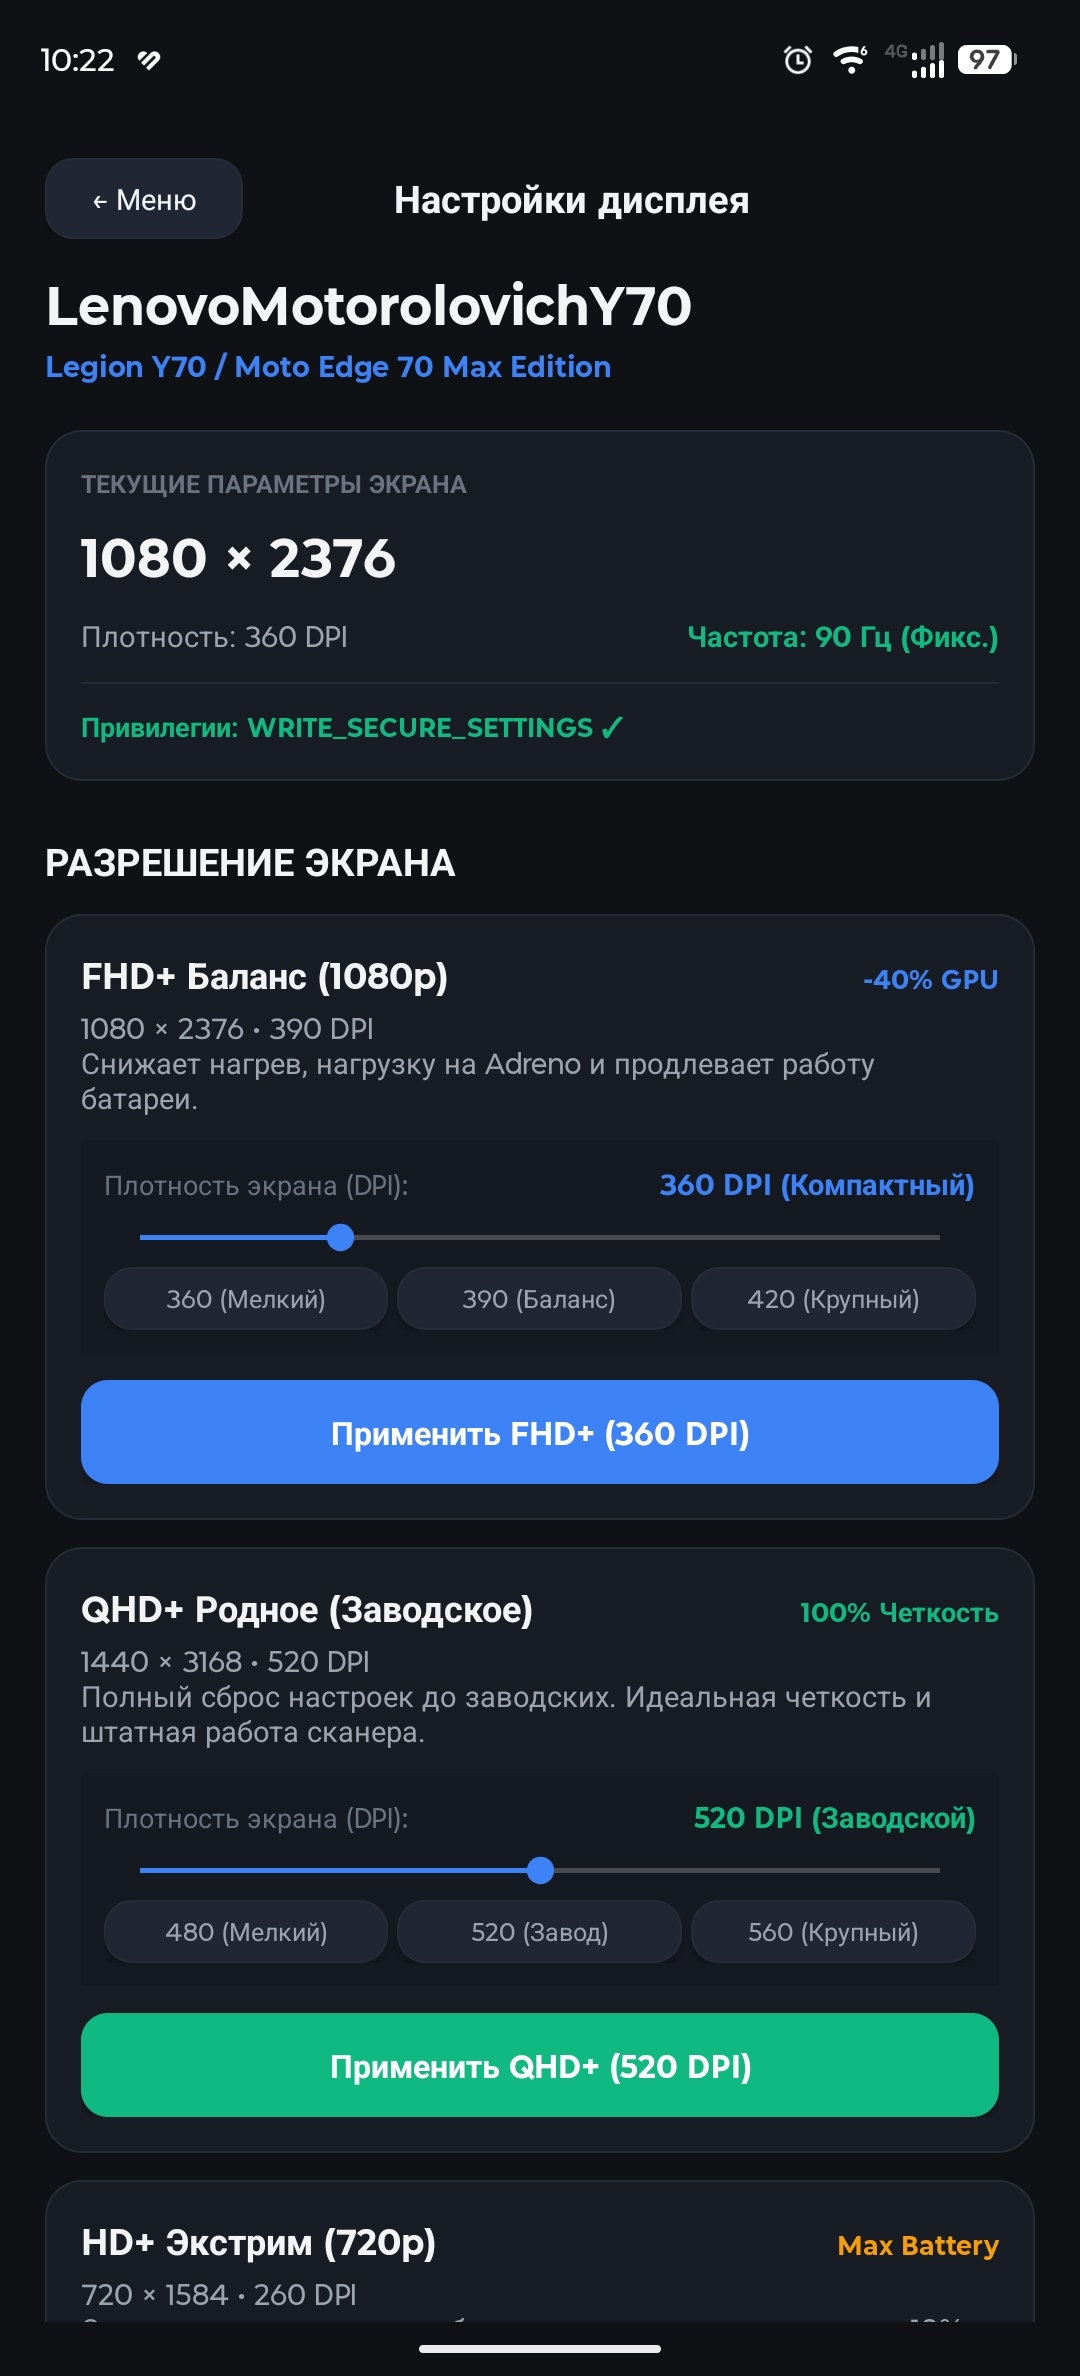 10:22
6
4G
97
← Меню
Настройки дисплея
LenovoMotorolovichY70
Legion Y70 / Moto Edge 70 Max Edition
ТЕКУЩИЕ ПАРАМЕТРЫ ЭКРАНА
1080 × 2376
Плотность: 360 DPI
Частота: 90 Гц (Фикс.)
Привилегии: WRITE_SECURE_SETTINGS ✓
РАЗРЕШЕНИЕ ЭКРАНА
FHD+ Баланс (1080p)
-40% GPU
1080 × 2376 • 390 DPI
Снижает нагрев, нагрузку на Adreno и продлевает работу
батареи.
Плотность экрана (DPI):
360 DPI (Компактный)
360 (Мелкий)
390 (Баланс)
420 (Крупный)
Применить FHD+ (360 DPI)
QHD+ Родное (Заводское)
100% Четкость
1440 × 3168 • 520 DPI
Полный сброс настроек до заводских. Идеальная четкость и
штатная работа сканера.
Плотность экрана (DPI):
520 DPI (Заводской)
480 (Мелкий)
520 (Завод)
560 (Крупный)
Применить QHD+ (520 DPI)
HD+ Экстрим (720p)
Max Battery
720 × 1584 • 260 DPI